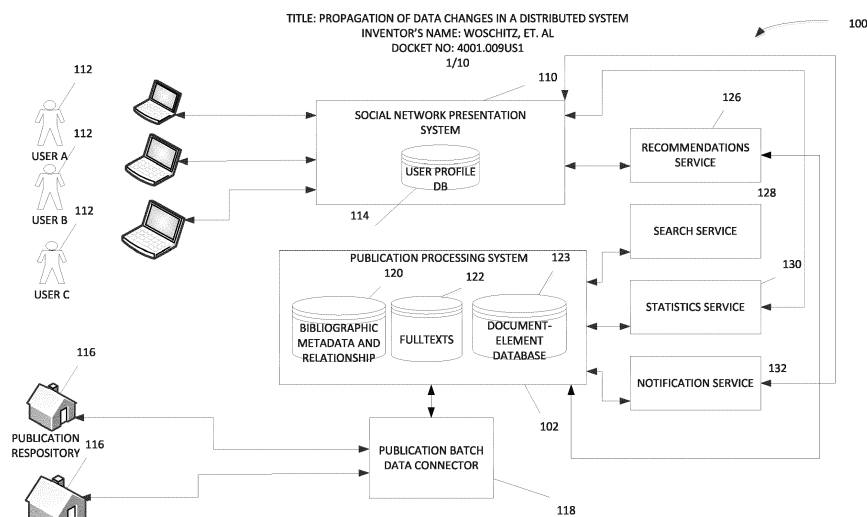 TITLE: PROPAGATION OF DATA CHANGES IN A DISTRIBUTED SYSTEM
INVENTOR'S NAME: WOSCHITZ, ET. AL
DOCKET NO: 4001.009US1
1/10
100
112
110
SOCIAL NETWORK PRESENTATION
SYSTEM
126
RECOMMENDATIONS
SERVICE
USER A
112
USER PROFILE
DB
114
128
USER B
112
SEARCH SERVICE
PUBLICATION PROCESSING SYSTEM
120
122
123
130
USER C
BIBLIOGRAPHIC
METADATA AND
RELATIONSHIP
FULLTEXTS
DOCUMENT-
ELEMENT
DATABASE
STATISTICS SERVICE
132
NOTIFICATION SERVICE
116
102
PUBLICATION
RESPOSITORY
116
PUBLICATION BATCH
DATA CONNECTOR
118